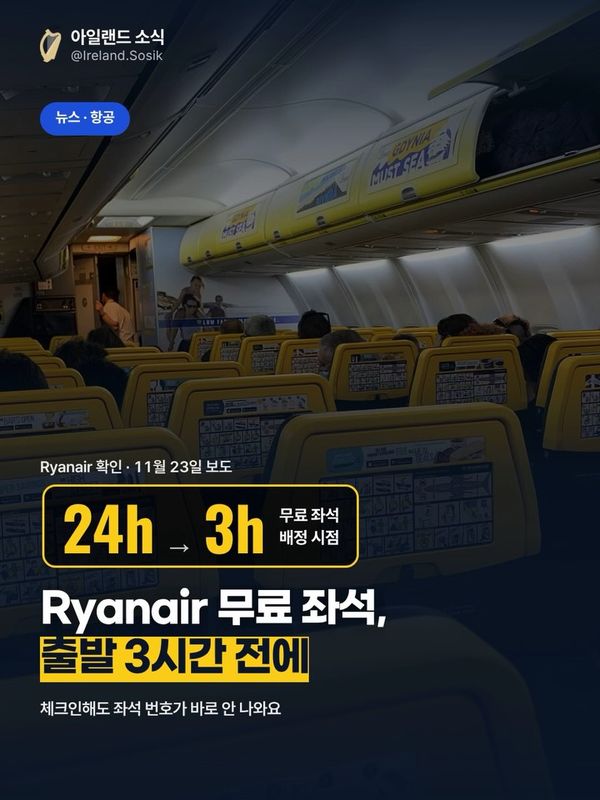 아일랜드 소식
@Ireland.Sosik
뉴스 · 항공
GDYNIA
MUST SEA
Ryanair 확인 · 11월 23일 보도
24h → 3h
무료 좌석
배정 시점
Ryanair 무료 좌석,
출발 3시간 전에
체크인해도 좌석 번호가 바로 안 나와요